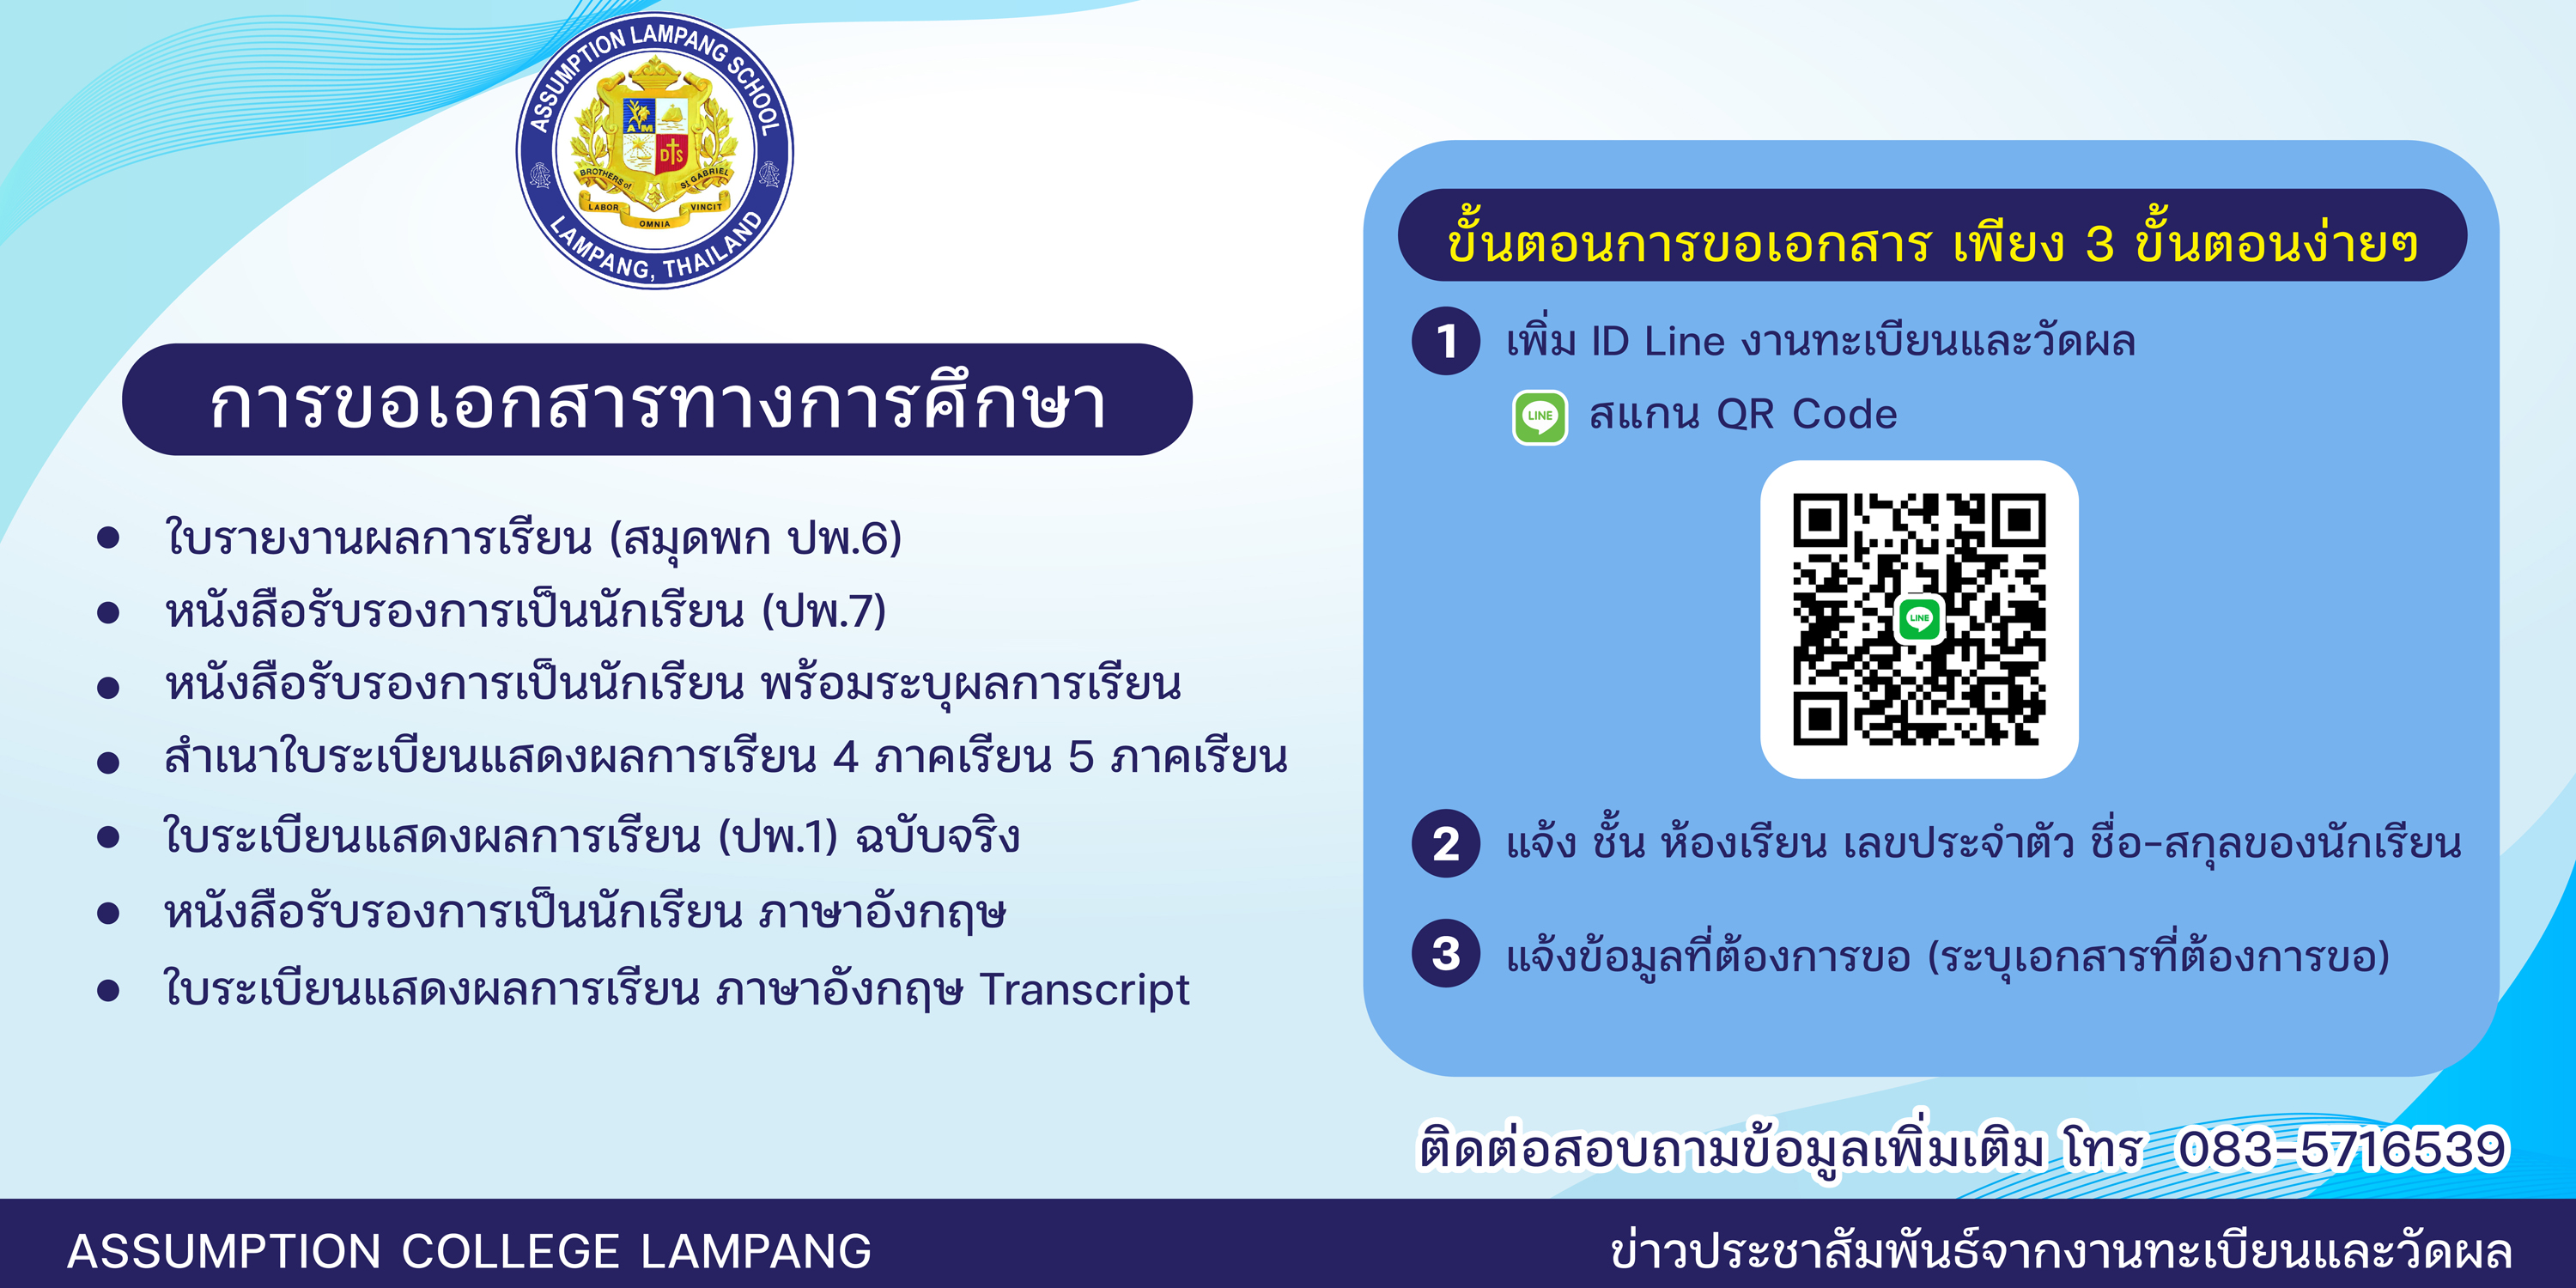 ASSUMPTION LAMPANG SCHOOL
A M
D S
BROTHERS of St GABRIEL
LABOR OMNIA VINCIT
LAMPANG, THAILAND
การขอเอกสารทางการศึกษา
• ใบรายงานผลการเรียน (สมุดพก ปพ.6)
• หนังสือรับรองการเป็นนักเรียน (ปพ.7)
• หนังสือรับรองการเป็นนักเรียน พร้อมระบุผลการเรียน
• สำเนาใบระเบียนแสดงผลการเรียน 4 ภาคเรียน 5 ภาคเรียน
• ใบระเบียนแสดงผลการเรียน (ปพ.1) ฉบับจริง
• หนังสือรับรองการเป็นนักเรียน ภาษาอังกฤษ
• ใบระเบียนแสดงผลการเรียน ภาษาอังกฤษ Transcript
ขั้นตอนการขอเอกสาร เพียง 3 ขั้นตอนง่ายๆ
1 เพิ่ม ID Line งานทะเบียนและวัดผล
LINE สแกน QR Code
LINE
2 แจ้ง ชั้น ห้องเรียน เลขประจำตัว ชื่อ-สกุลของนักเรียน
3 แจ้งข้อมูลที่ต้องการขอ (ระบุเอกสารที่ต้องการขอ)
ติดต่อสอบถามข้อมูลเพิ่มเติม โทร 083-5716539
ASSUMPTION COLLEGE LAMPANG
ข่าวประชาสัมพันธ์จากงานทะเบียนและวัดผล